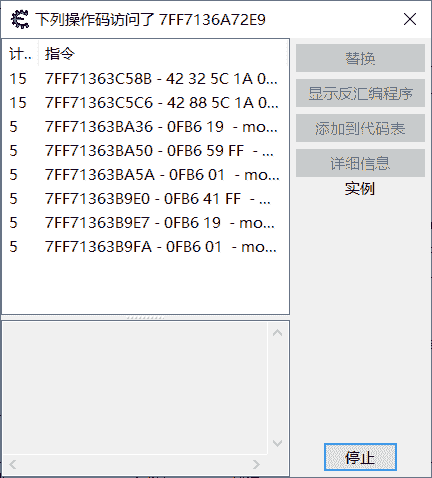 下列操作码访问了 7FF7136A72E9
计.. 指令
15 7FF71363C58B - 42 32 5C 1A 0...
15 7FF71363C5C6 - 42 88 5C 1A 0...
5 7FF71363BA36 - 0FB6 19 - mo...
5 7FF71363BA50 - 0FB6 59 FF - ...
5 7FF71363BA5A - 0FB6 01 - mo...
5 7FF71363B9E0 - 0FB6 41 FF - ...
5 7FF71363B9E7 - 0FB6 19 - mo...
5 7FF71363B9FA - 0FB6 01 - mo...
替换
显示反汇编程序
添加到代码表
详细信息
实例
停止